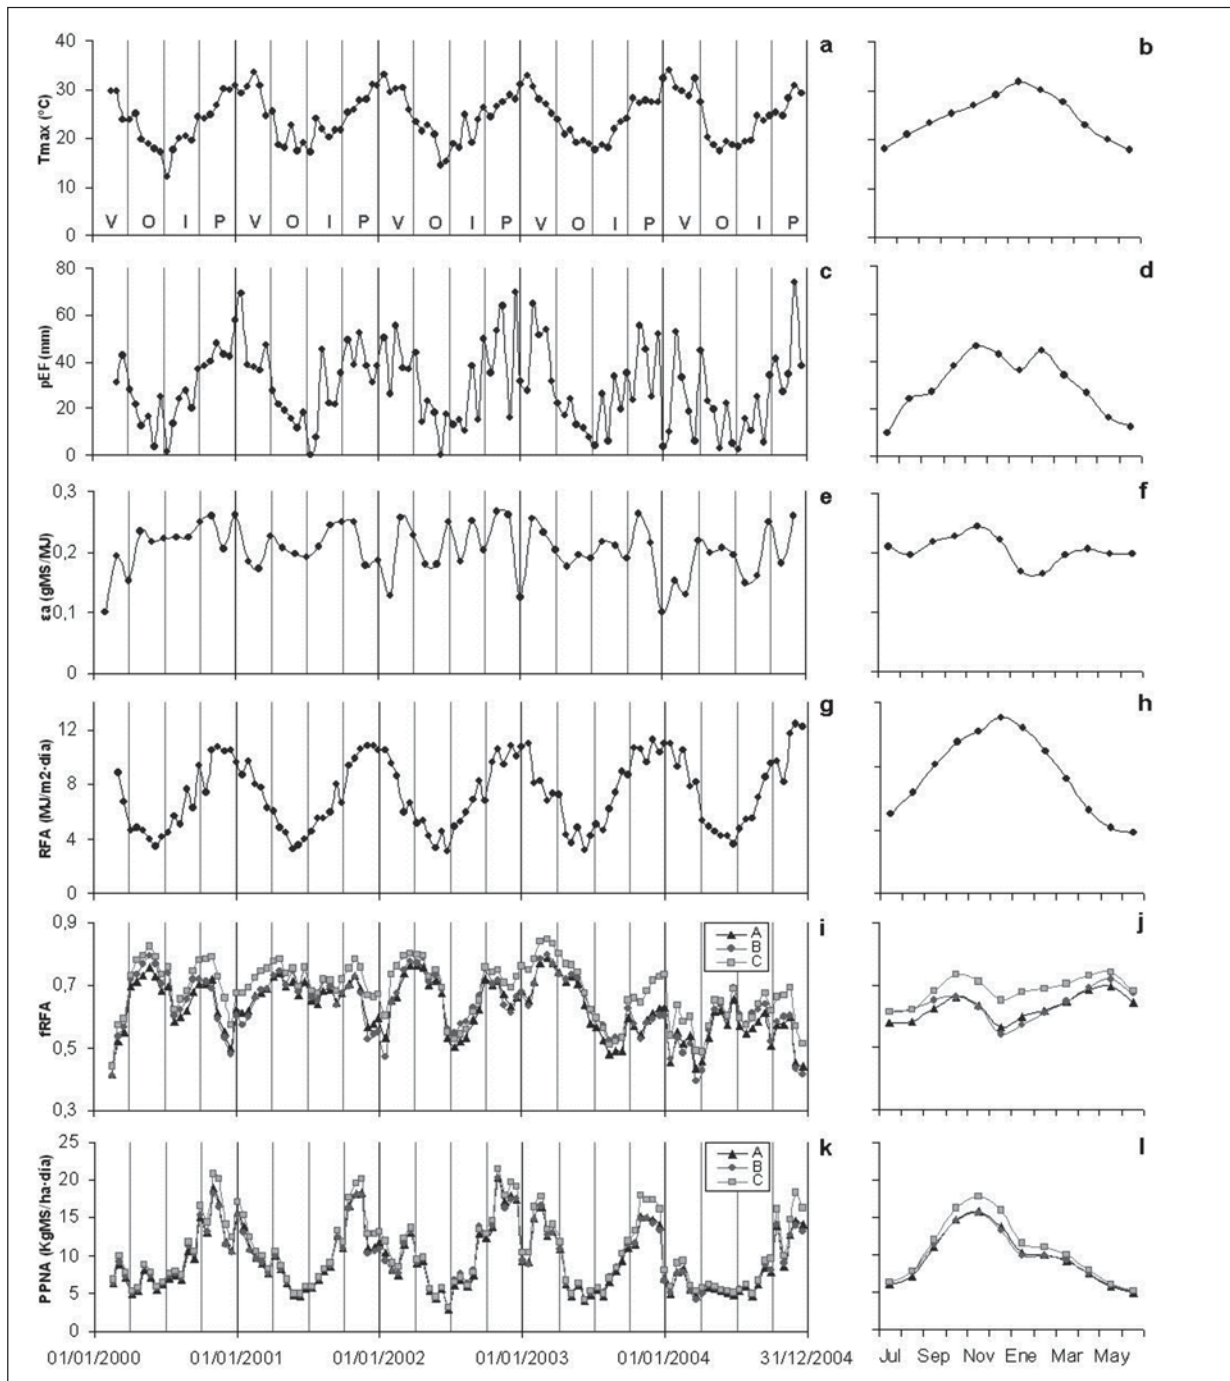 40 a b
30
20
10
0
Tmax (°C)
V O I P V O I P V O I P V O I P V O I P
80 c d
60
40
20
0
pEF (mm)
0,3 e f
0,2
0,1
0
εa (gMS/MJ)
g h
12
8
4
0
RFA (MJ/m2·día)
0,9 i j
0,7
0,5
0,3
fRFA
A
B
C
25 k l
20
15
10
5
0
PPNA (KgMS/ha·día)
A
B
C
01/01/2000 01/01/2001 01/01/2002 01/01/2003 01/01/2004 31/12/2004
Jul Sep Nov Ene Mar May